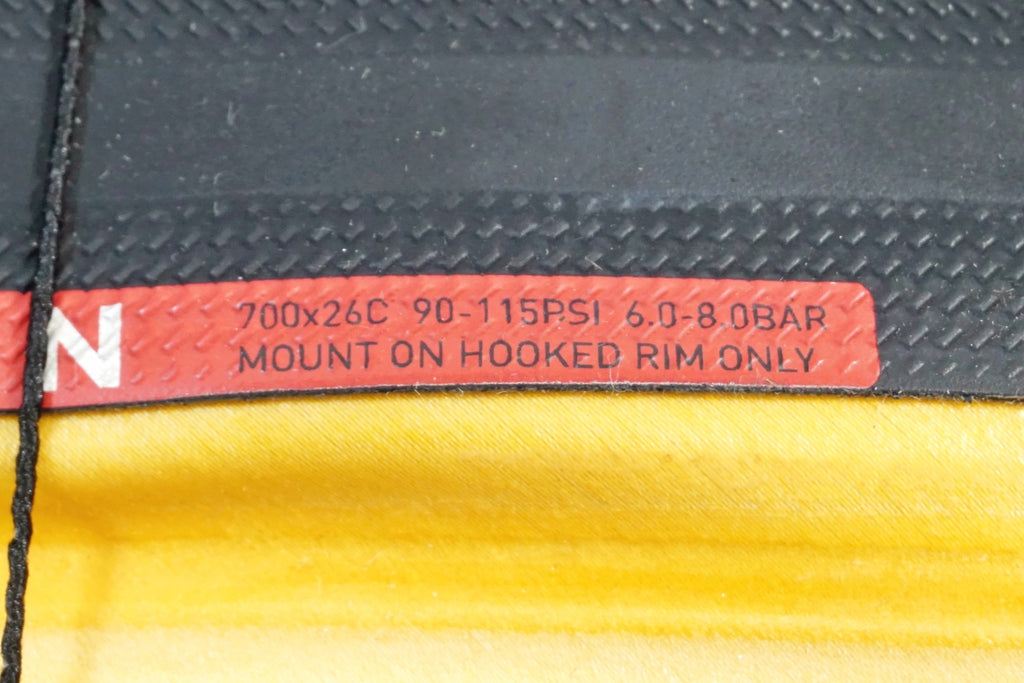 N
700x26C 90-115PSI 6.0-8.0BAR
MOUNT ON HOOKED RIM ONLY